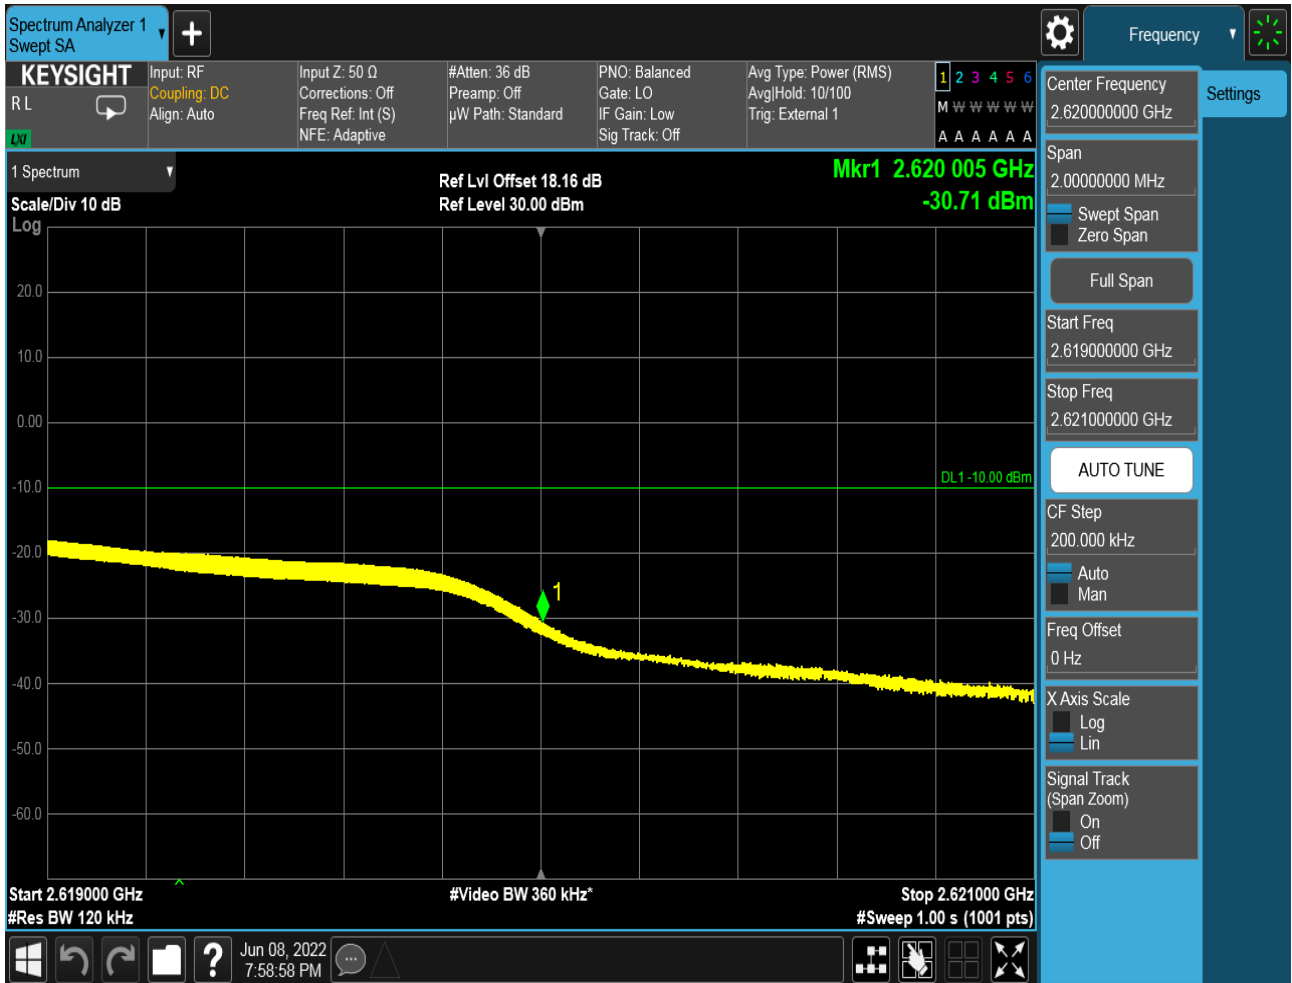 Spectrum Analyzer 1
Swept SA
Frequency
KEYSIGHT
R L
LXI
Input: RF
Coupling: DC
Align: Auto
Input Z: 50 Ω
Corrections: Off
Freq Ref: Int (S)
NFE: Adaptive
#Atten: 36 dB
Preamp: Off
µW Path: Standard
PNO: Balanced
Gate: LO
IF Gain: Low
Sig Track: Off
Avg Type: Power (RMS)
Avg|Hold: 10/100
Trig: External 1
1 2 3 4 5 6
M W W W W W
A A A A A A
1 Spectrum
Scale/Div 10 dB
Log
Ref Lvl Offset 18.16 dB
Ref Level 30.00 dBm
Mkr1 2.620 005 GHz
-30.71 dBm
20.0
10.0
0.00
-10.0
-20.0
-30.0
-40.0
-50.0
-60.0
DL1 -10.00 dBm
1
Start 2.619000 GHz
#Res BW 120 kHz
#Video BW 360 kHz*
Stop 2.621000 GHz
#Sweep 1.00 s (1001 pts)
Jun 08, 2022
7:58:58 PM
Center Frequency
2.620000000 GHz
Span
2.00000000 MHz
Swept Span
Zero Span
Full Span
Start Freq
2.619000000 GHz
Stop Freq
2.621000000 GHz
AUTO TUNE
CF Step
200.000 kHz
Auto
Man
Freq Offset
0 Hz
X Axis Scale
Log
Lin
Signal Track
(Span Zoom)
On
Off
Settings